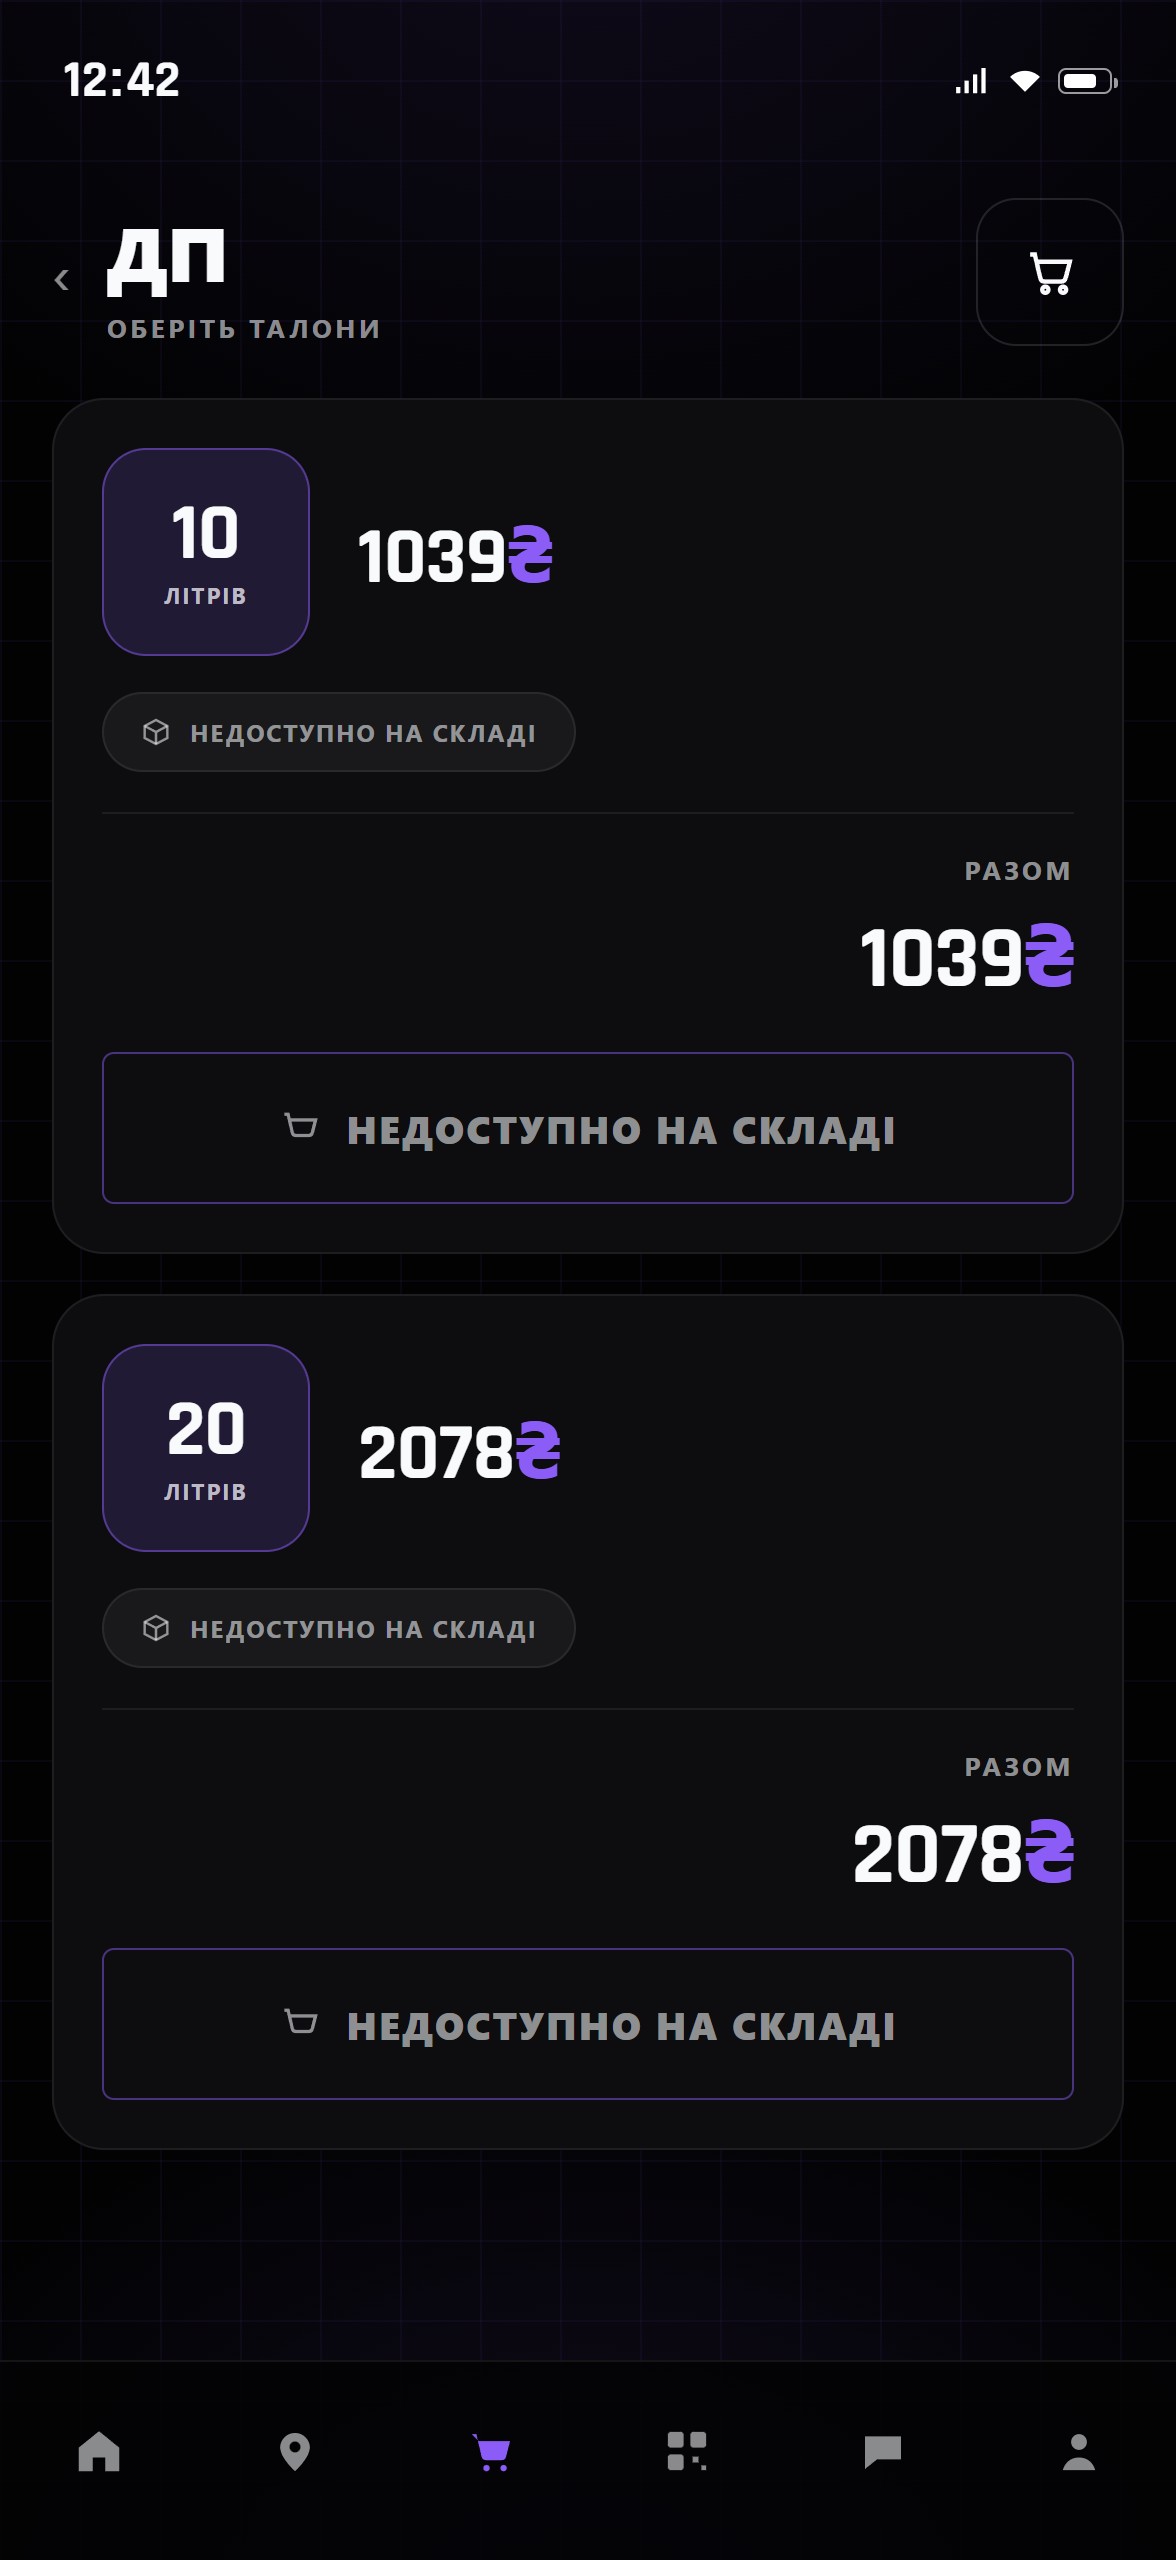 12:42
ДП
ОБЕРІТЬ ТАЛОНИ
10
ЛІТРІВ
1039₴
НЕДОСТУПНО НА СКЛАДІ
РАЗОМ
1039₴
НЕДОСТУПНО НА СКЛАДІ
20
ЛІТРІВ
2078₴
НЕДОСТУПНО НА СКЛАДІ
РАЗОМ
2078₴
НЕДОСТУПНО НА СКЛАДІ